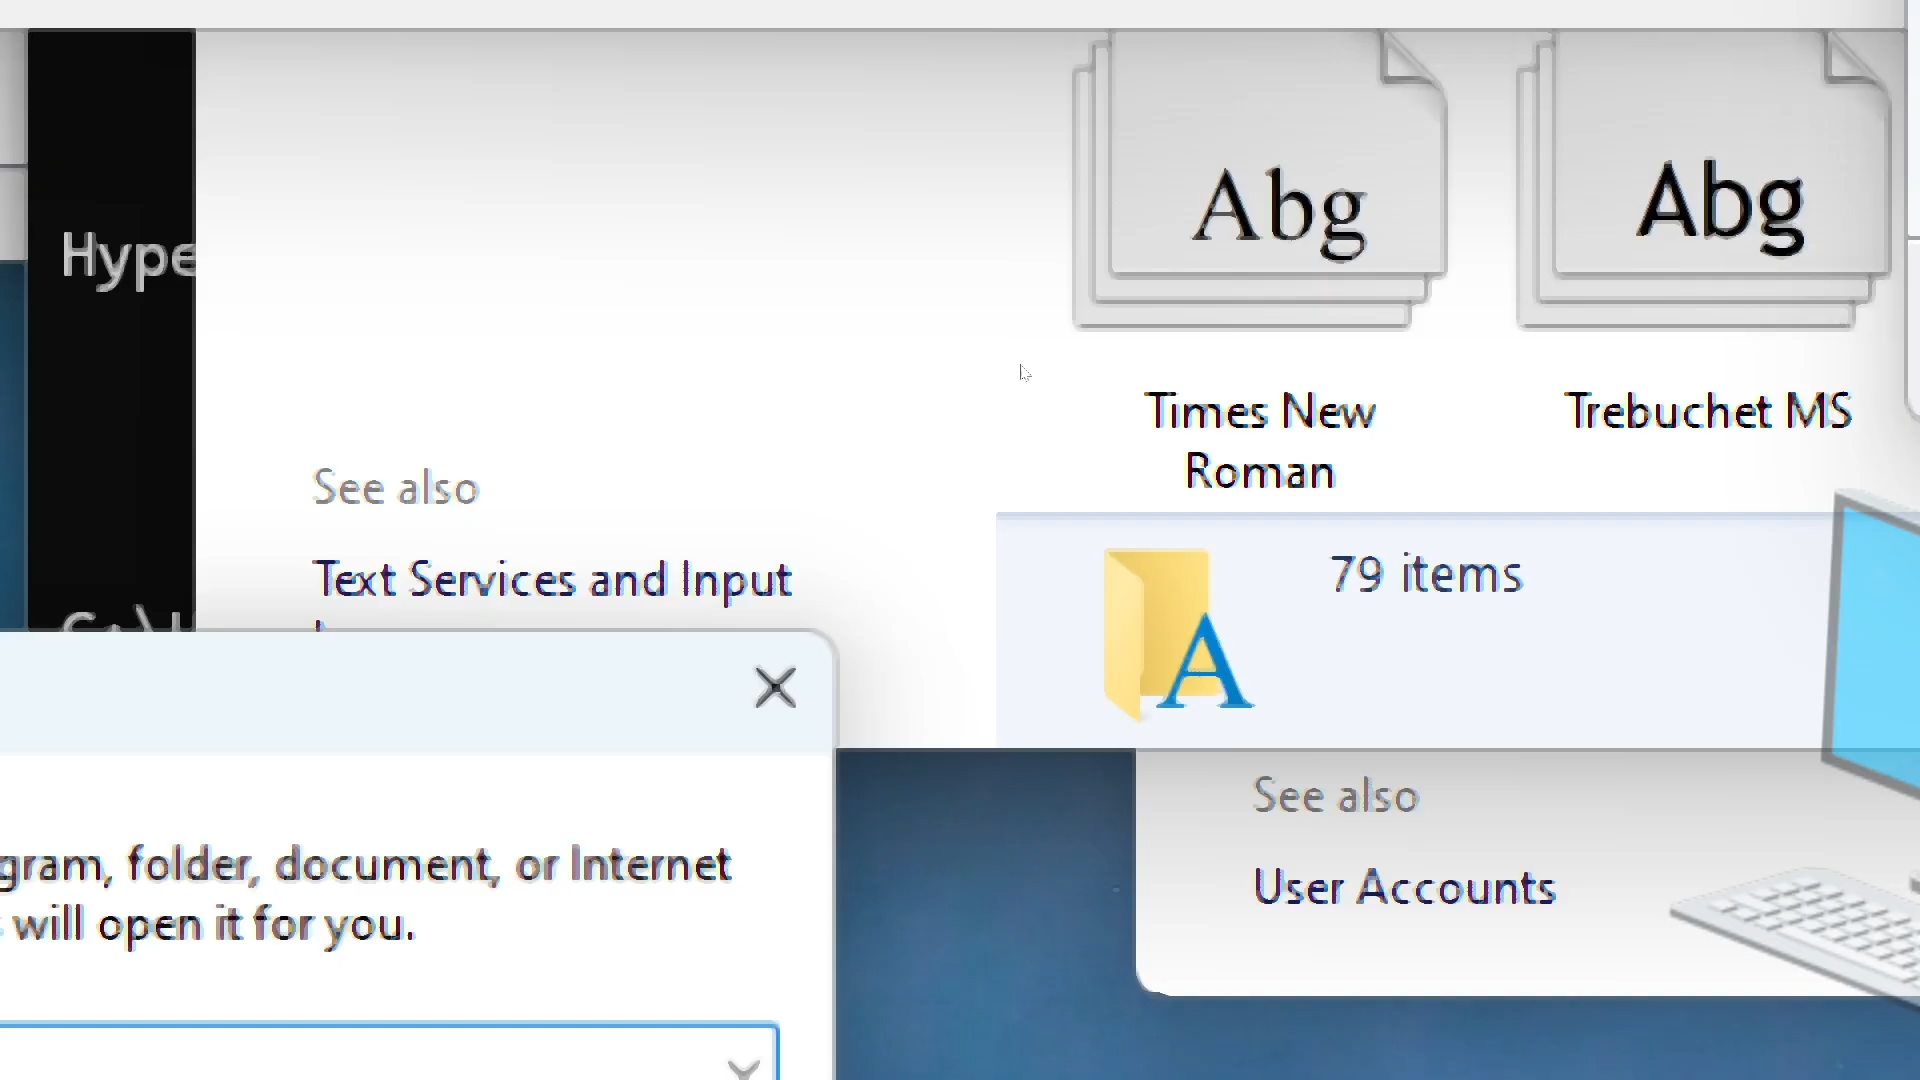 Hype
Abg
Abg
Times New
Roman
Trebuchet MS
See also
Text Services and Input
79 items
A
See also
User Accounts
gram, folder, document, or Internet
will open it for you.